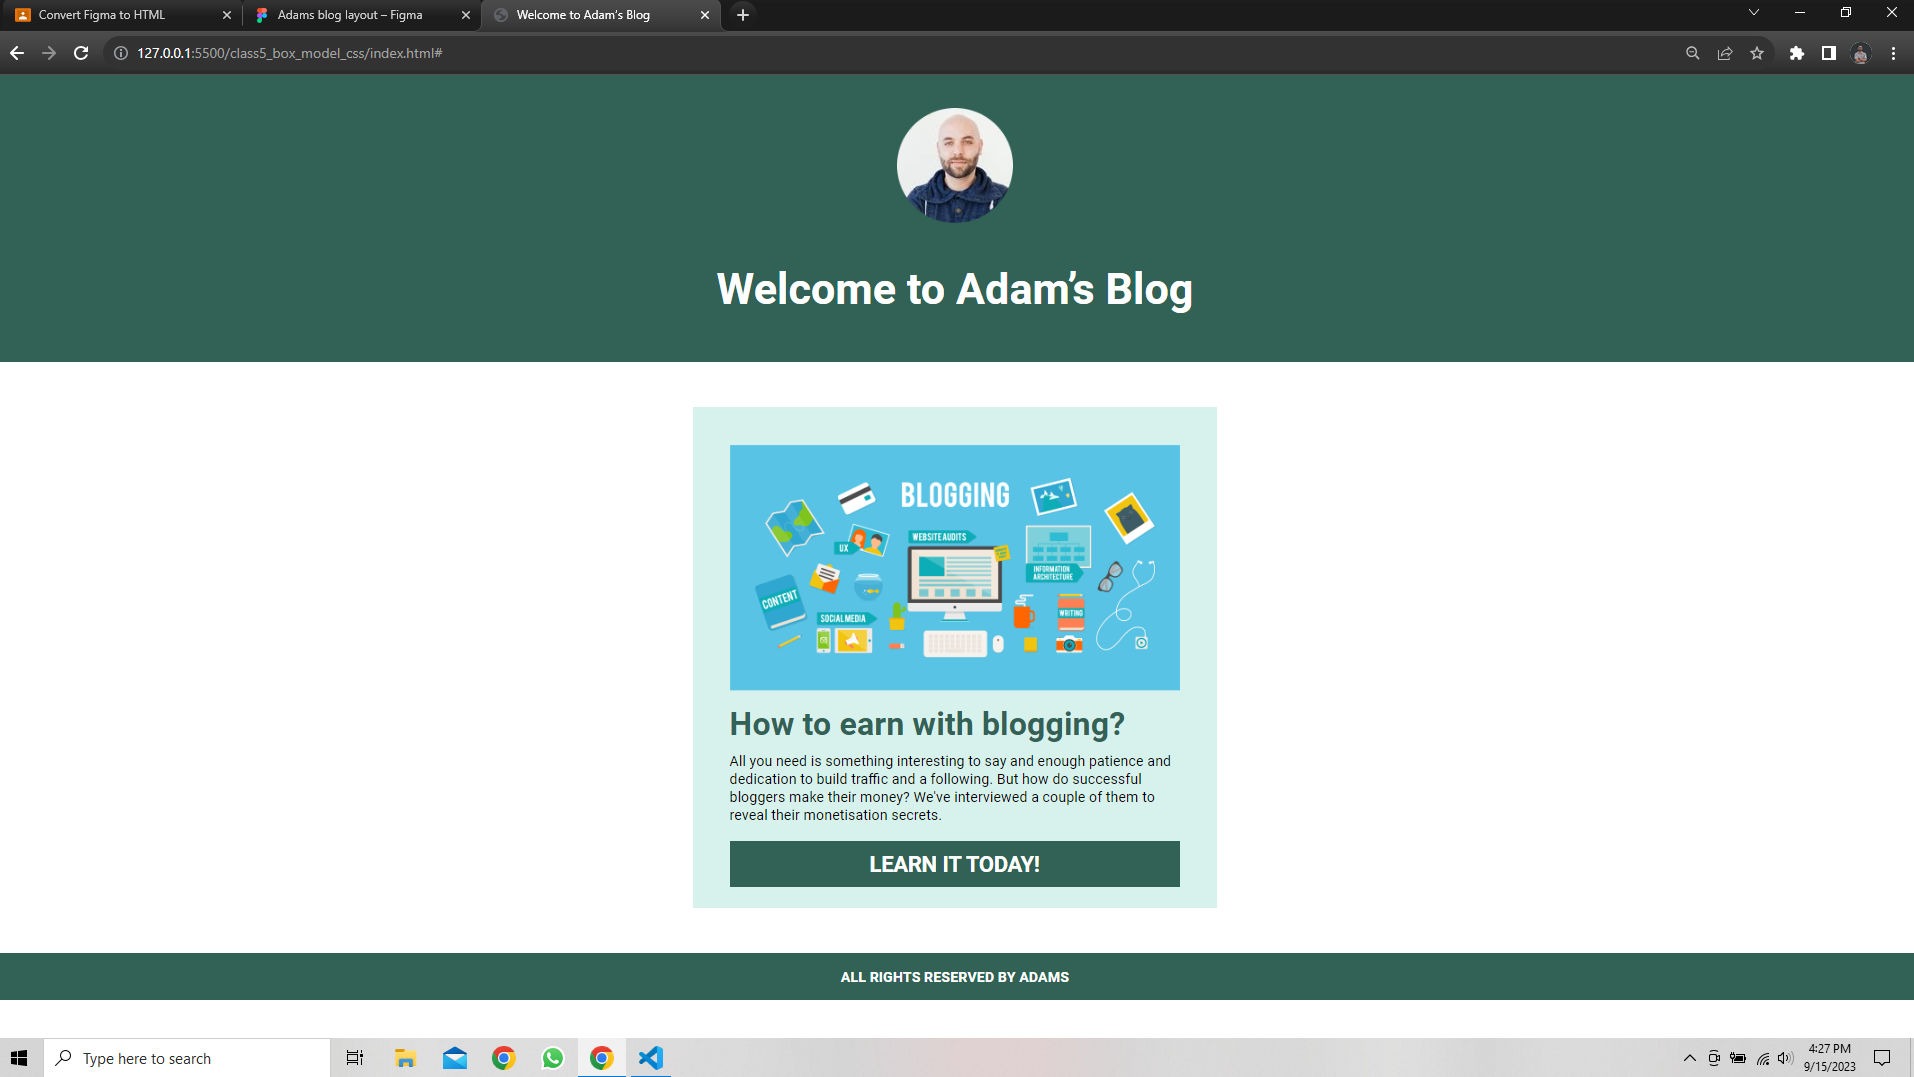 Convert Figma to HTML
Adams blog layout – Figma
Welcome to Adam's Blog
127.0.0.1:5500/class5_box_model_css/index.html#
Welcome to Adam’s Blog
BLOGGING
WEBSITE AUDITS
UX
INFORMATION
ARCHITECTURE
CONTENT
SOCIAL MEDIA
WRITING
How to earn with blogging?
All you need is something interesting to say and enough patience and
dedication to build traffic and a following. But how do successful
bloggers make their money? We've interviewed a couple of them to
reveal their monetisation secrets.
LEARN IT TODAY!
ALL RIGHTS RESERVED BY ADAMS
Type here to search
4:27 PM
9/15/2023